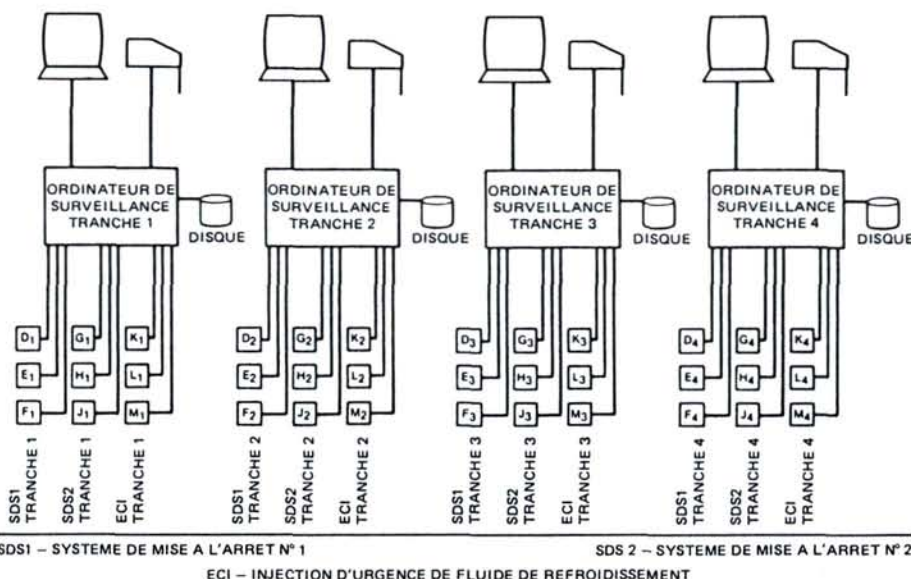 ORDINATEUR DE
SURVEILLANCE
TRANCHE 1
DISQUE
ORDINATEUR DE
SURVEILLANCE
TRANCHE 2
DISQUE
ORDINATEUR DE
SURVEILLANCE
TRANCHE 3
DISQUE
ORDINATEUR DE
SURVEILLANCE
TRANCHE 4
DISQUE
D1 G1 K1
E1 H1 L1
F1 J1 M1
D2 G2 K2
E2 H2 L2
F2 J2 M2
D3 G3 K3
E3 H3 L3
F3 J3 M3
D4 G4 K4
E4 H4 L4
F4 J4 M4
SDS1
TRANCHE 1
SDS2
TRANCHE 1
ECI
TRANCHE 1
SDS1
TRANCHE 2
SDS2
TRANCHE 2
ECI
TRANCHE 2
SDS1
TRANCHE 3
SDS2
TRANCHE 3
ECI
TRANCHE 3
SDS1
TRANCHE 4
SDS2
TRANCHE 4
ECI
TRANCHE 4
SDS1 – SYSTEME DE MISE A L'ARRET N° 1
SDS 2 – SYSTEME DE MISE A L'ARRET N° 2
ECI – INJECTION D'URGENCE DE FLUIDE DE REFROIDISSEMENT